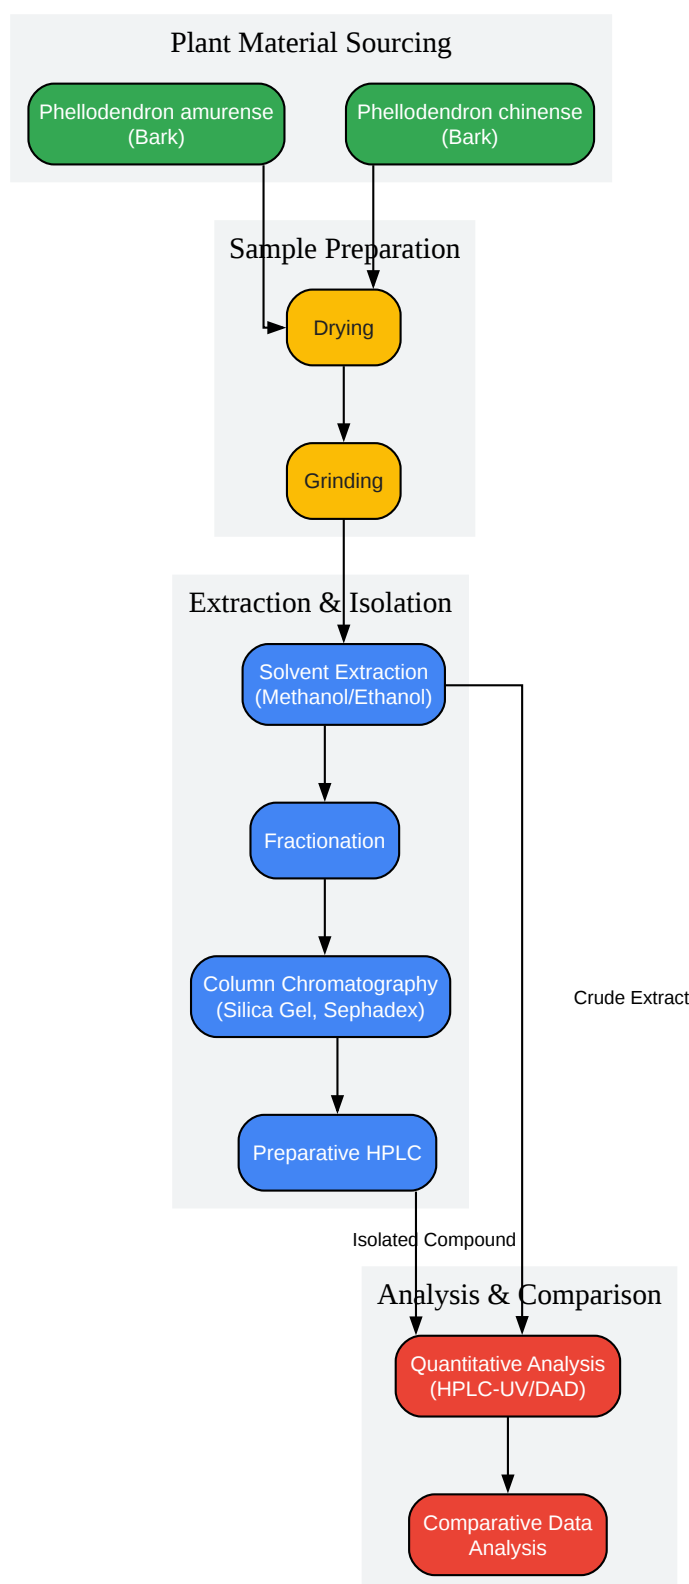 Plant Material Sourcing
Phellodendron amurense
(Bark)
Phellodendron chinense
(Bark)
Sample Preparation
Drying
Grinding
Extraction & Isolation
Solvent Extraction
(Methanol/Ethanol)
Fractionation
Column Chromatography
(Silica Gel, Sephadex)
Crude Extract
Preparative HPLC
Isolated Compound
Analysis & Comparison
Quantitative Analysis
(HPLC-UV/DAD)
Comparative Data
Analysis